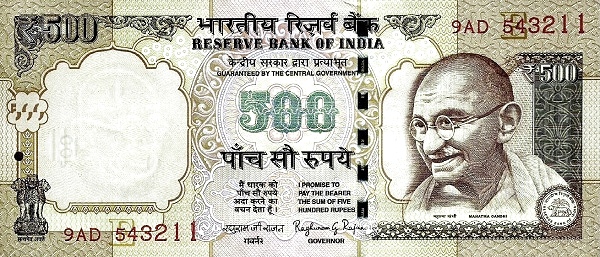 ₹500
भारतीय रिज़र्व बैंक
9AD 543211
RESERVE BANK OF INDIA
केन्द्रीय सरकार द्वारा प्रत्याभूत
GUARANTEED BY THE CENTRAL GOVERNMENT
₹500
500
पाँच सौ रुपये
मैं धारक को
पाँच सौ रुपये
अदा करने का
वचन देता हूँ।
I PROMISE TO
PAY THE BEARER
THE SUM OF FIVE
HUNDRED RUPEES
महात्मा गांधी
MAHATMA GANDHI
सत्यमेव जयते
9AD 543211
रघुराम जी राजन
गवर्नर
Raghuram G. Rajan
GOVERNOR